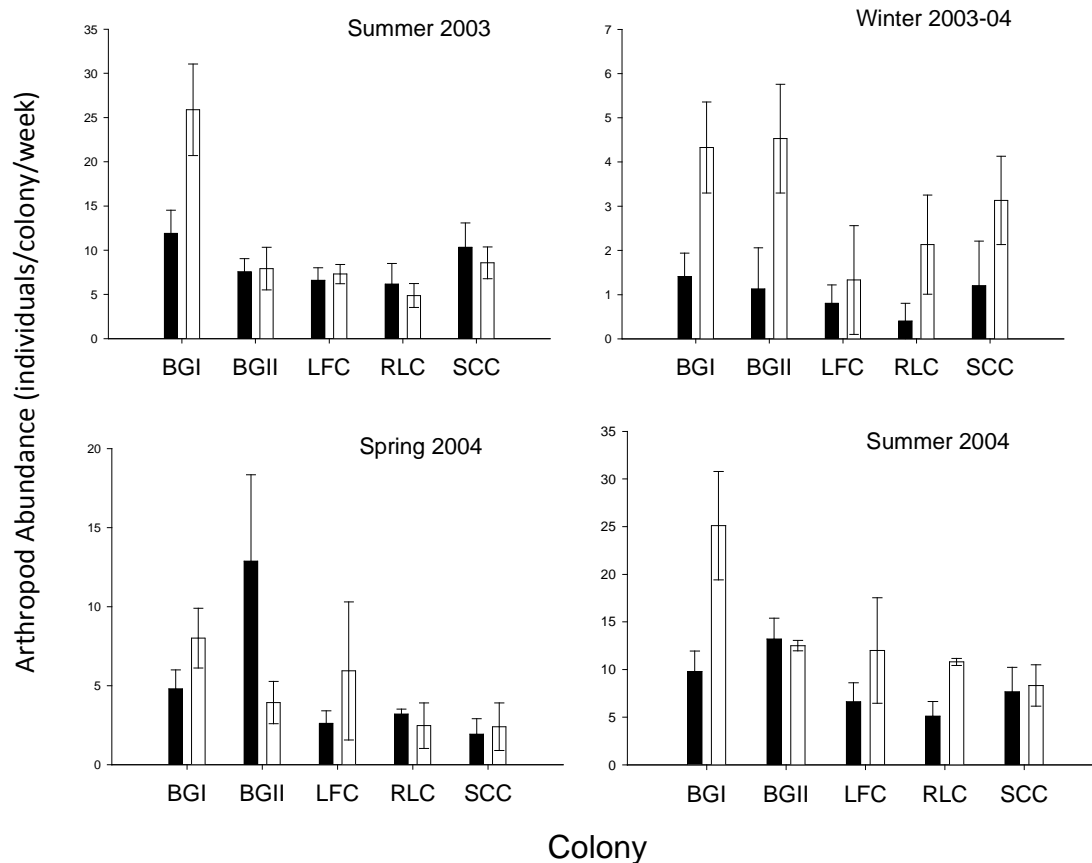 Arthropod Abundance (individuals/colony/week)
Summer 2003
35
30
25
20
15
10
5
0
BGI BGII LFC RLC SCC
Winter 2003-04
7
6
5
4
3
2
1
0
BGI BGII LFC RLC SCC
Spring 2004
20
15
10
5
0
BGI BGII LFC RLC SCC
Summer 2004
35
30
25
20
15
10
5
0
BGI BGII LFC RLC SCC
Colony